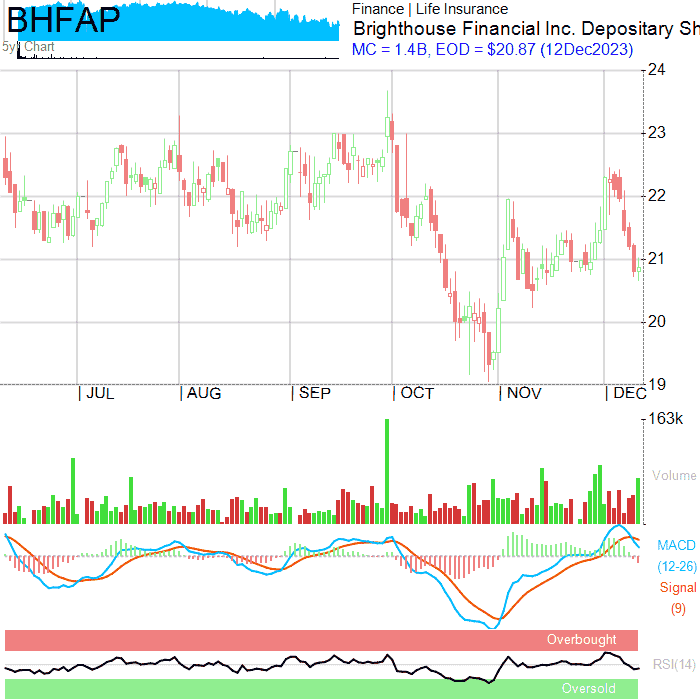 BHFAP
5yr Chart
Finance | Life Insurance
Brighthouse Financial Inc. Depositary Sh
MC = 1.4B, EOD = $20.87 (12Dec2023)
24
23
22
21
20
19
JUL AUG SEP OCT NOV DEC
163k
Volume
MACD
(12-26)
Signal
(9)
Overbought
RSI(14)
Oversold